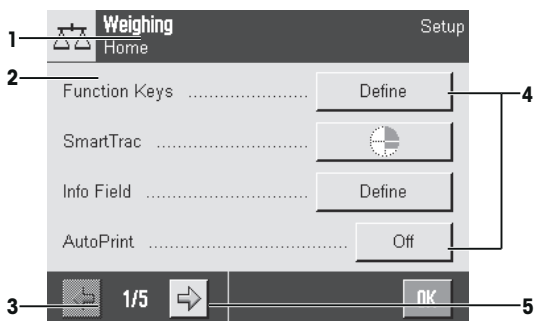 Weighing
Setup
1
Home
2
Function Keys ........................ Define
4
SmartTrac ................................
Info Field ................................. Define
AutoPrint ........................................ Off
3
1/5
OK
5